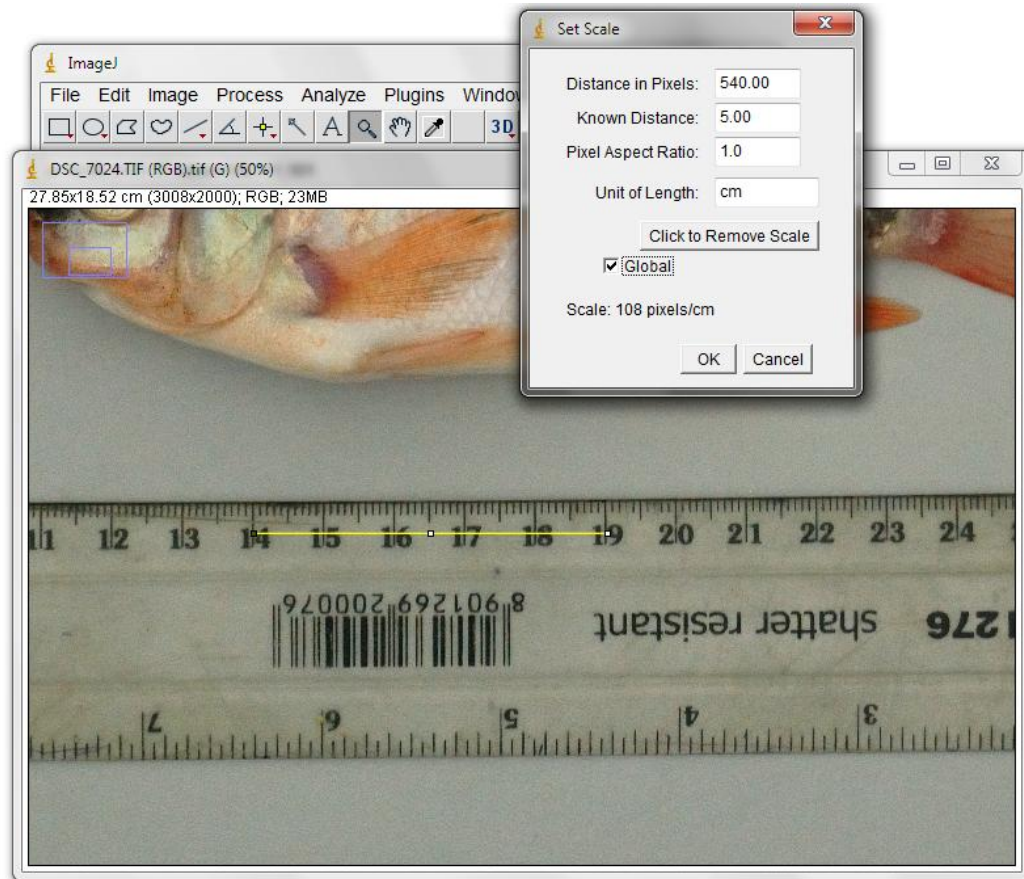 Set Scale
X
ImageJ
File Edit Image Process Analyze Plugins
A 3D
Distance in Pixels: 540.00
Known Distance: 5.00
Pixel Aspect Ratio: 1.0
Unit of Length: cm
Click to Remove Scale
Global
Scale: 108 pixels/cm
OK Cancel
DSC_7024.TIF (RGB).tif (G) (50%)
27.85x18.52 cm (3008x2000); RGB; 23MB
11 12 13 14 15 16 17 18 19 20 21 22 23 24
8 901269 200076
shatter resistant
1276
7 6 5 4 3